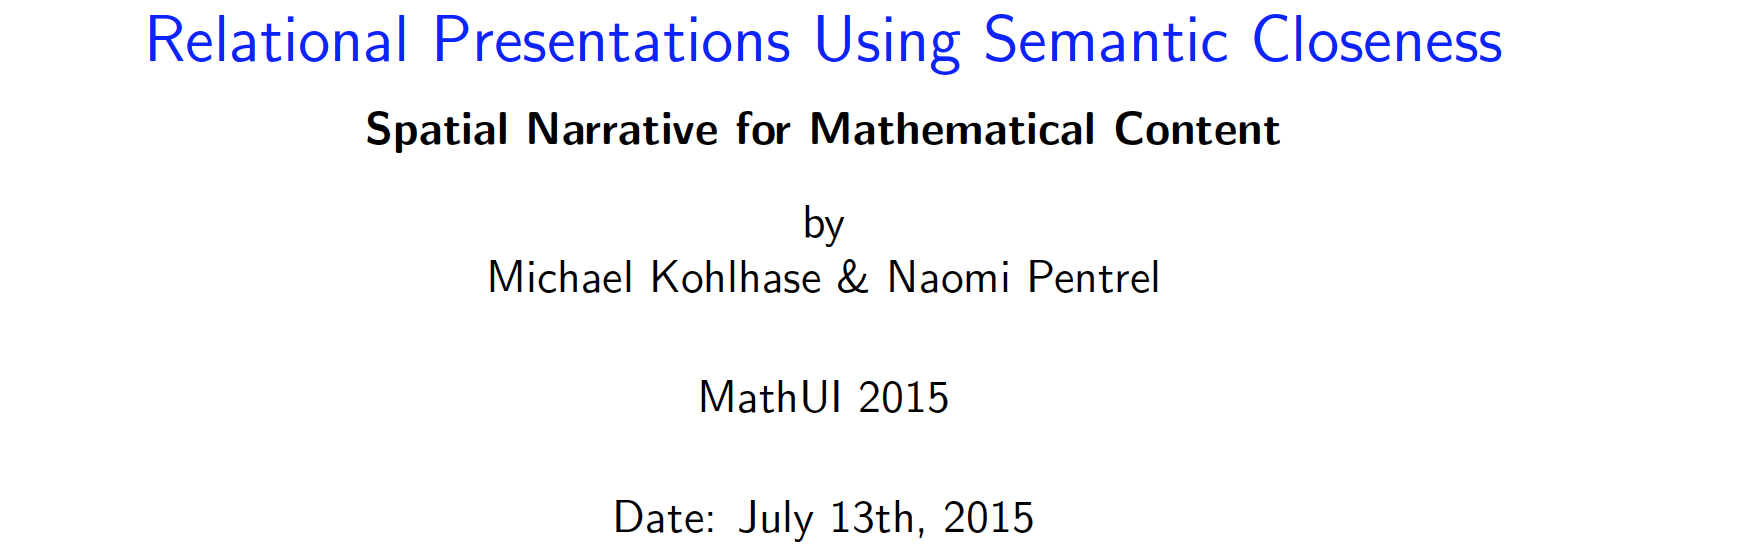 Relational Presentations Using Semantic Closeness
Spatial Narrative for Mathematical Content
by
Michael Kohlhase & Naomi Pentrel
MathUI 2015
Date: July 13th, 2015